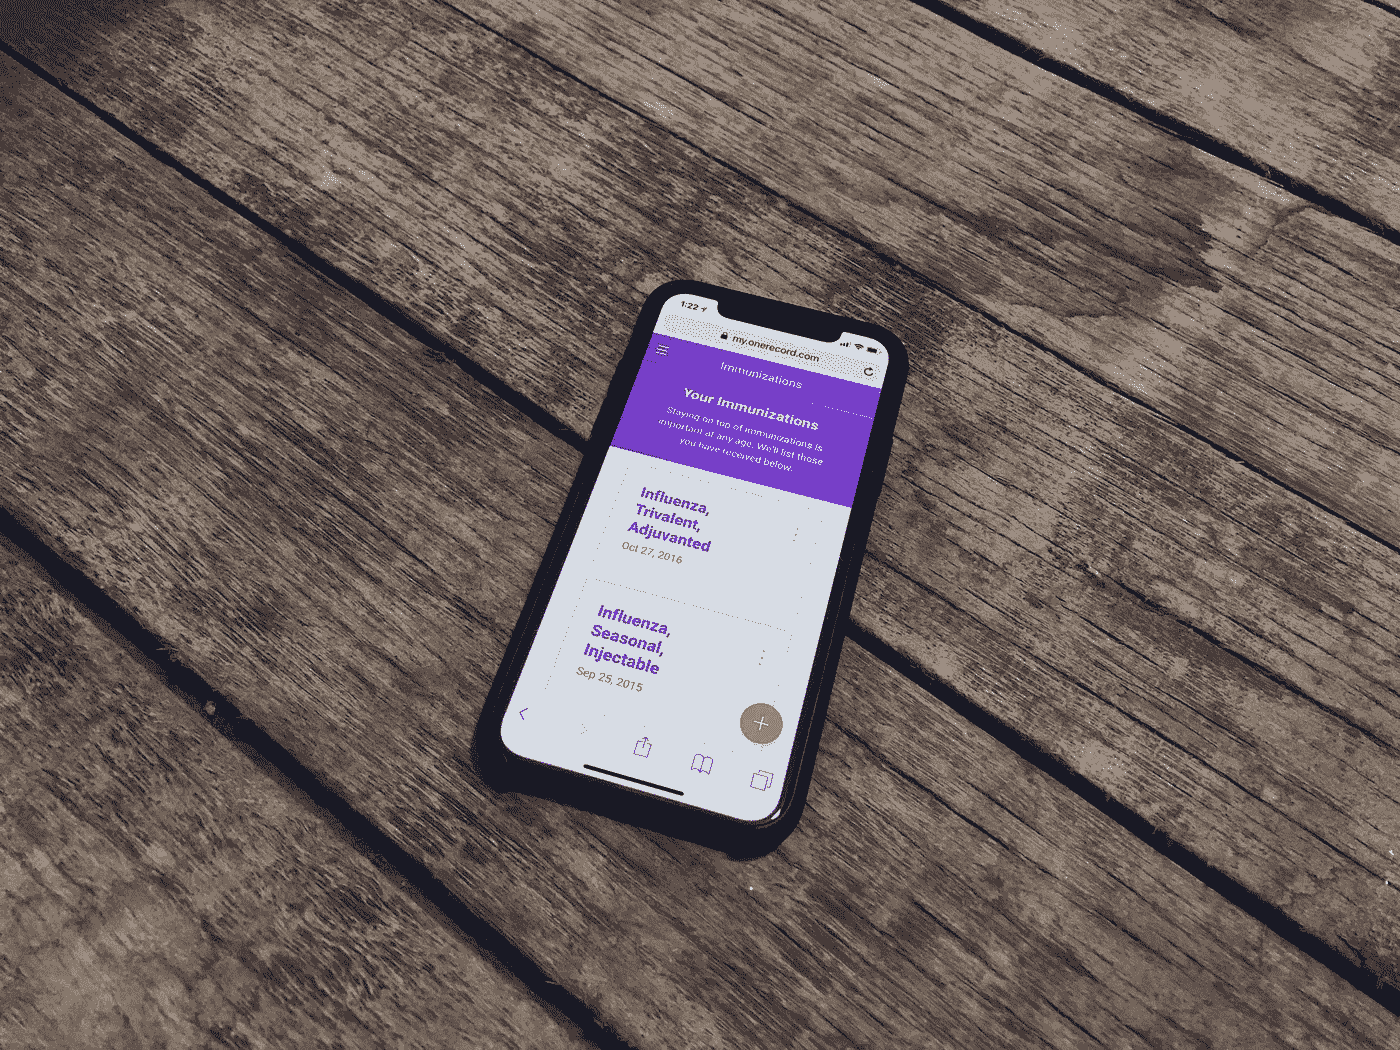 1:22
my.onerecord.com
Immunizations
Your Immunizations
Staying on top of immunizations is
important at any age. We'll list those
you have received below.
Influenza,
Trivalent,
Adjuvanted
Oct 27, 2016
Influenza,
Seasonal,
Injectable
Sep 25, 2015